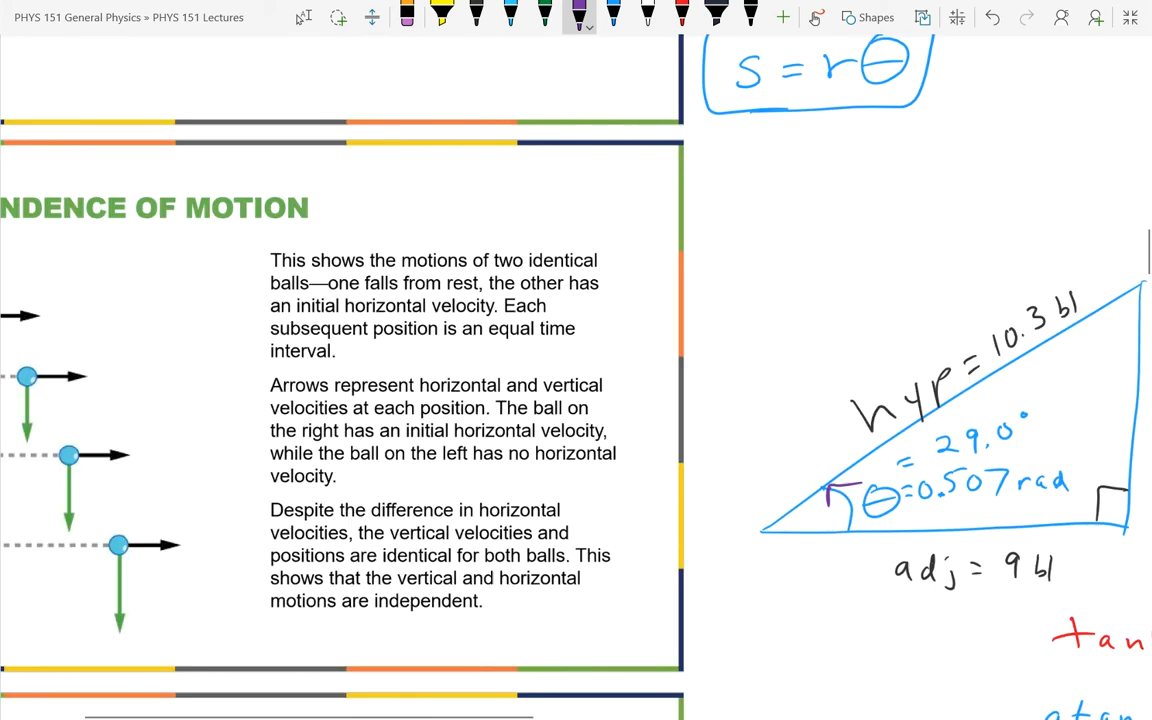 PHYS 151 General Physics » PHYS 151 Lectures
Shapes
s = rθ
NDENCE OF MOTION
This shows the motions of two identical
balls—one falls from rest, the other has
an initial horizontal velocity. Each
subsequent position is an equal time
interval.
Arrows represent horizontal and vertical
velocities at each position. The ball on
the right has an initial horizontal velocity,
while the ball on the left has no horizontal
velocity.
Despite the difference in horizontal
velocities, the vertical velocities and
positions are identical for both balls. This
shows that the vertical and horizontal
motions are independent.
hyp = 10.3 bl
= 29.0°
θ=0.507 rad
adj = 9 bl
tan
atan